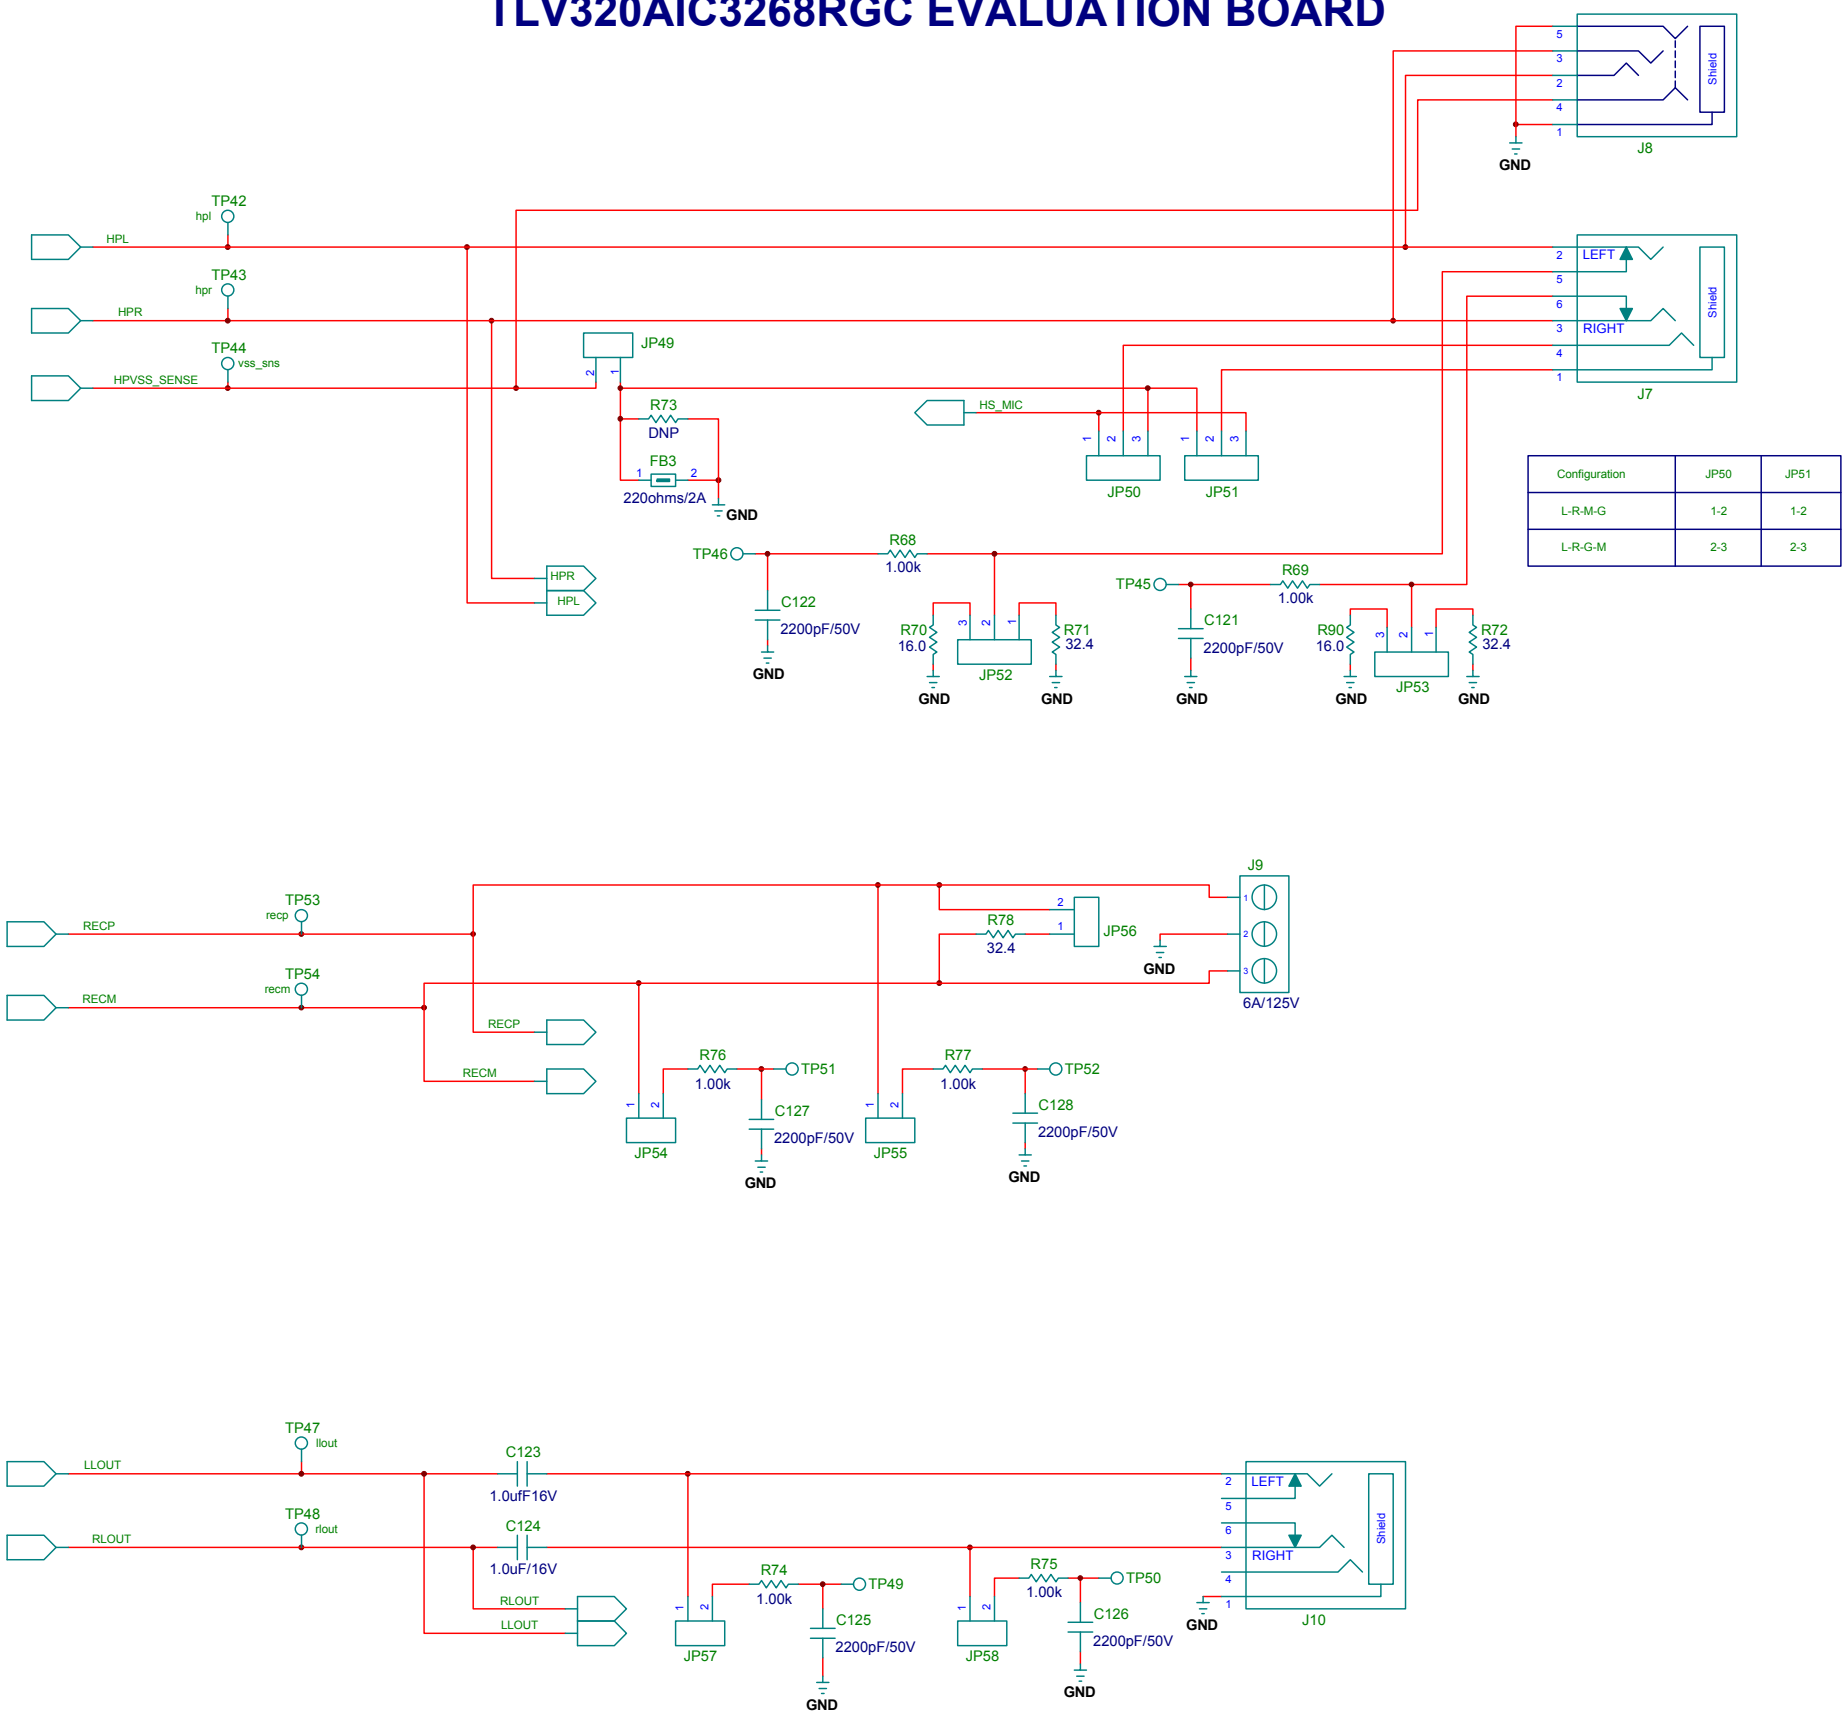 TLV320AIC3268RGC EVALUATION BOARD
5
3
2
4
1
Shield
J8
GND
TP42
hpl
HPL
TP43
hpr
HPR
TP44
vss_sns
HPVSS_SENSE
2
LEFT
5
6
3
RIGHT
4
1
Shield
J7
JP49
2
1
R73
DNP
FB3
1
2
220ohms/2A
GND
HS_MIC
1
2
3
JP50
1
2
3
JP51
Configuration JP50 JP51
L-R-M-G 1-2 1-2
L-R-G-M 2-3 2-3
HPR
HPL
TP46
R68
1.00k
C122
2200pF/50V
GND
R70
16.0
GND
3
2
1
JP52
R71
32.4
GND
TP45
R69
1.00k
C121
2200pF/50V
GND
R90
16.0
GND
3
2
1
JP53
R72
32.4
GND
TP53
recp
RECP
TP54
recm
RECM
RECP
RECM
R78
32.4
2
1
JP56
GND
J9
1
2
3
6A/125V
R76
1.00k
TP51
1
2
JP54
C127
2200pF/50V
GND
R77
1.00k
TP52
1
2
JP55
C128
2200pF/50V
GND
TP47
llout
LLOUT
TP48
rlout
RLOUT
C123
1.0ufF16V
C124
1.0uF/16V
RLOUT
LLOUT
R74
1.00k
TP49
1
2
JP57
C125
2200pF/50V
GND
R75
1.00k
TP50
1
2
JP58
C126
2200pF/50V
GND
2
LEFT
5
6
3
RIGHT
4
1
Shield
GND
J10